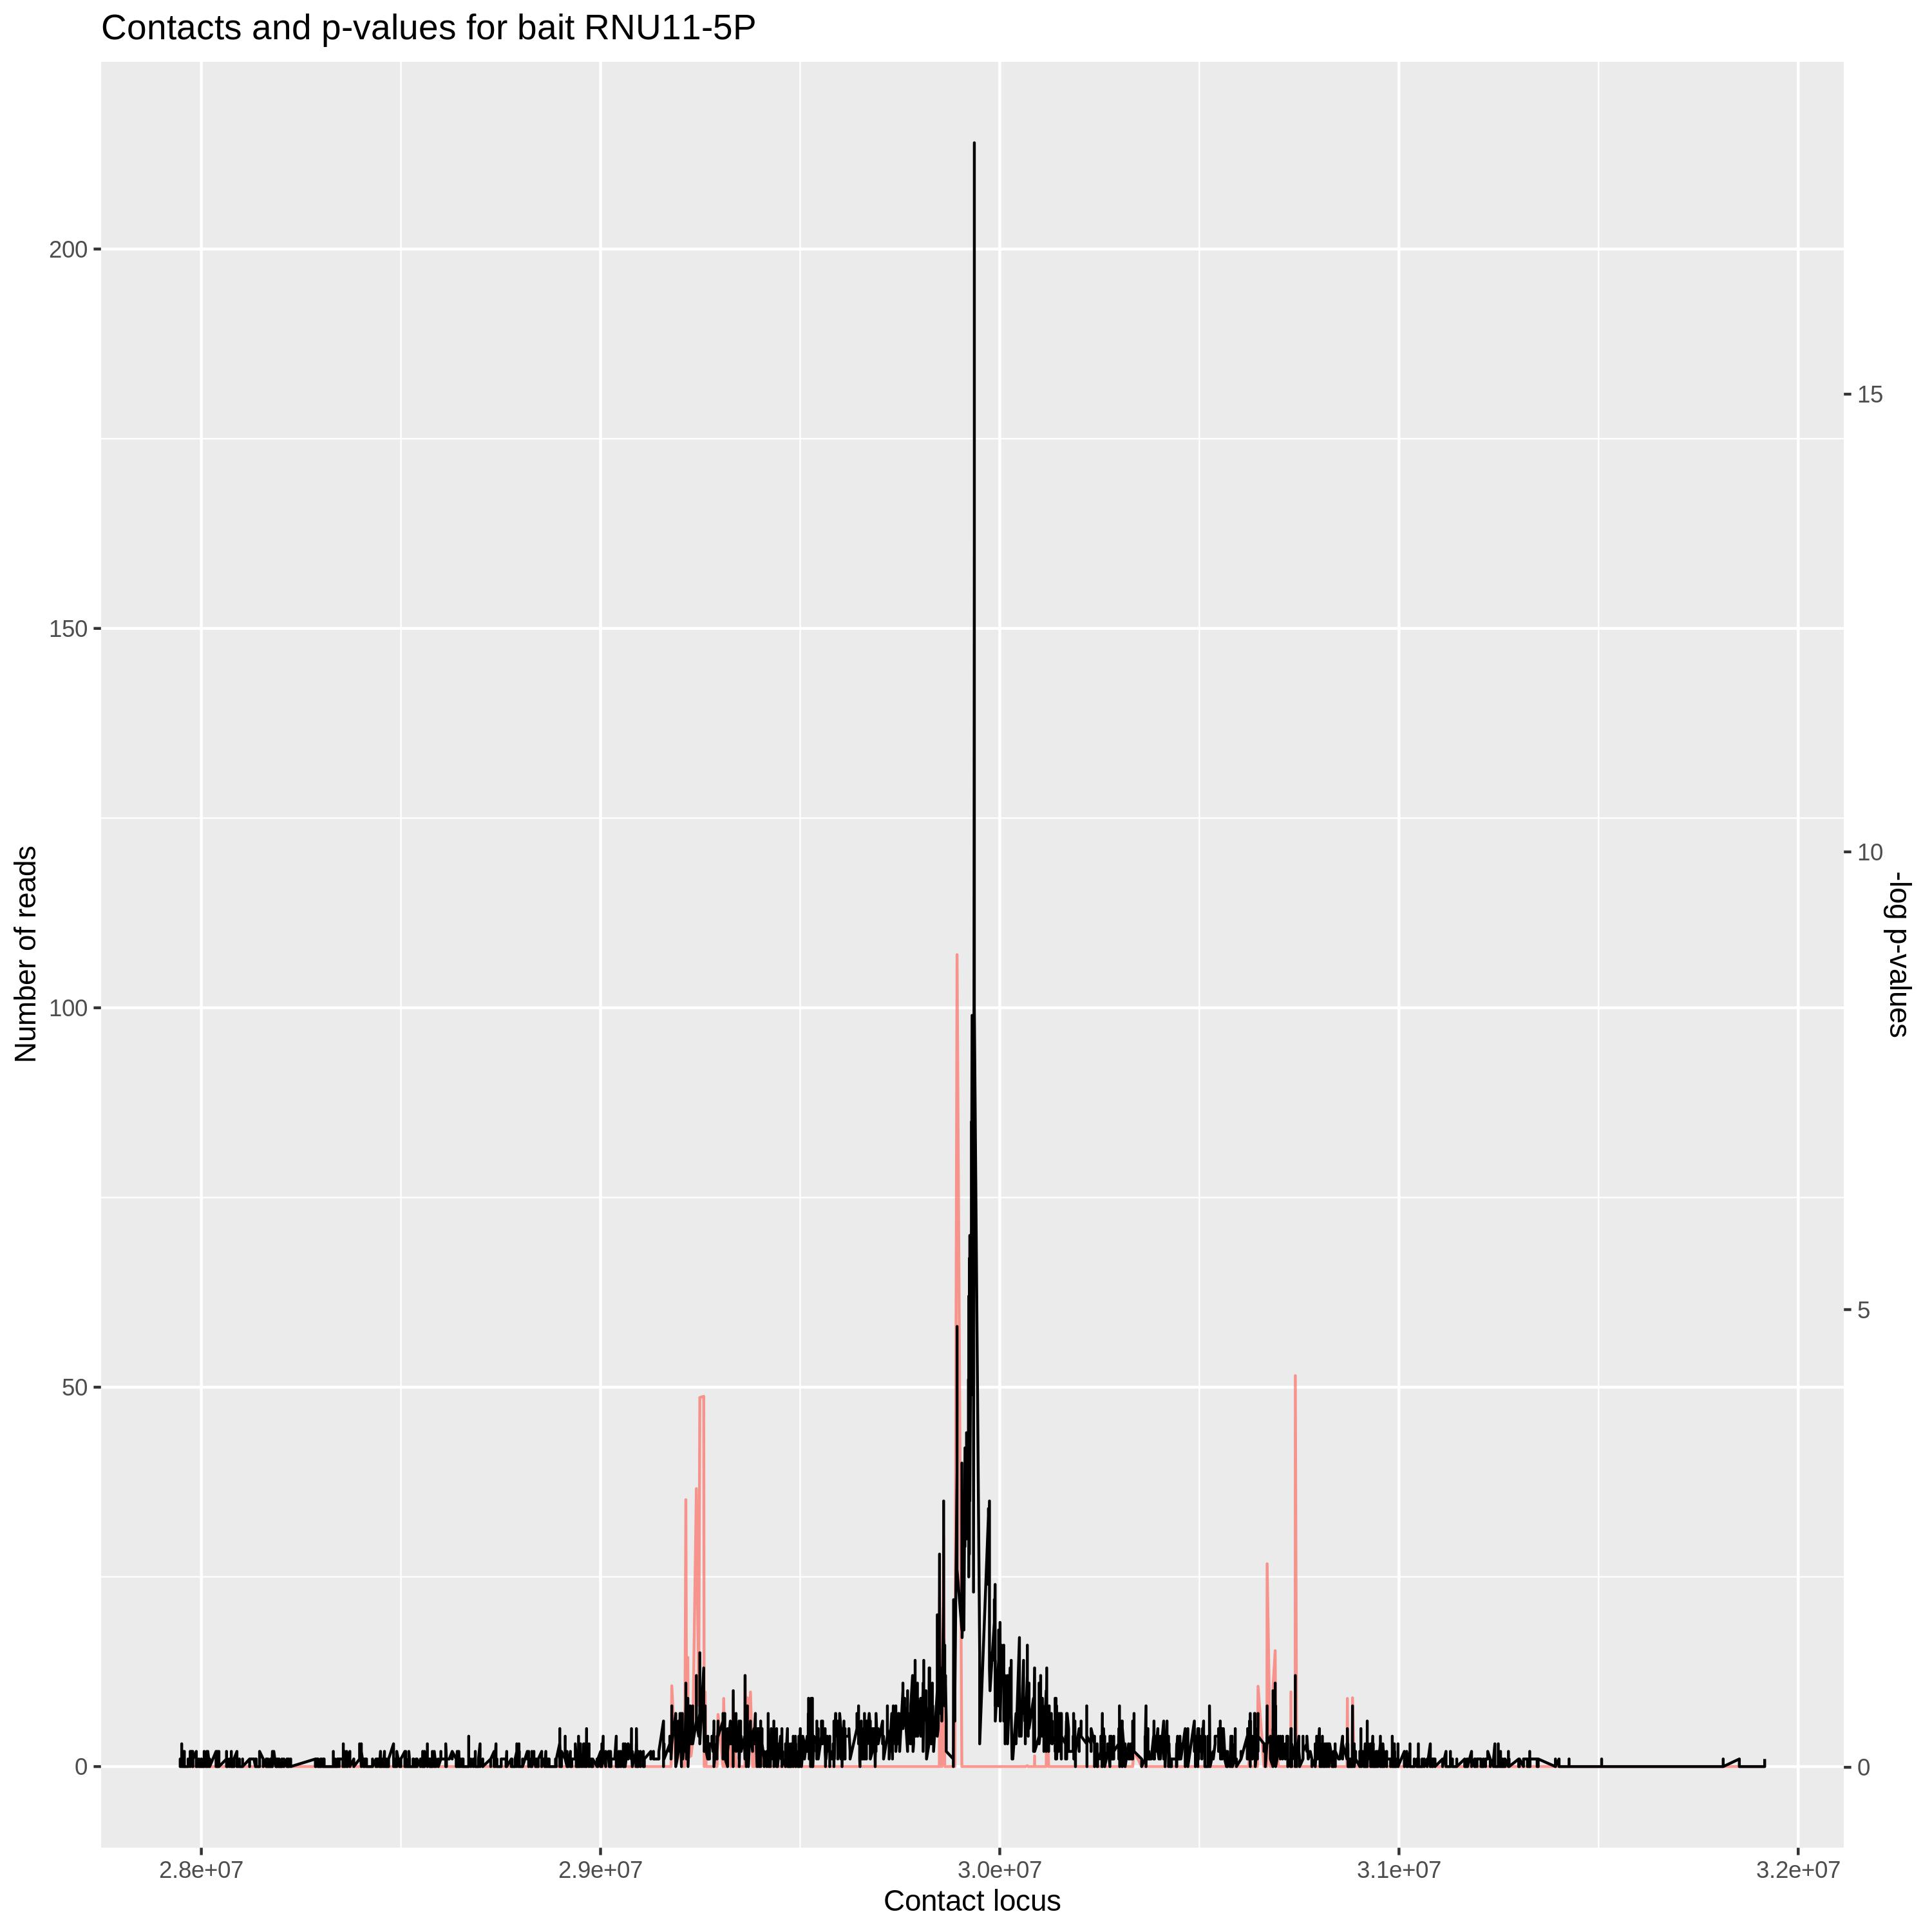 Contacts and p-values for bait RNU11-5P
200
150
100
50
0
Number of reads
15
10
5
0
-log p-values
2.8e+07
2.9e+07
3.0e+07
3.1e+07
3.2e+07
Contact locus